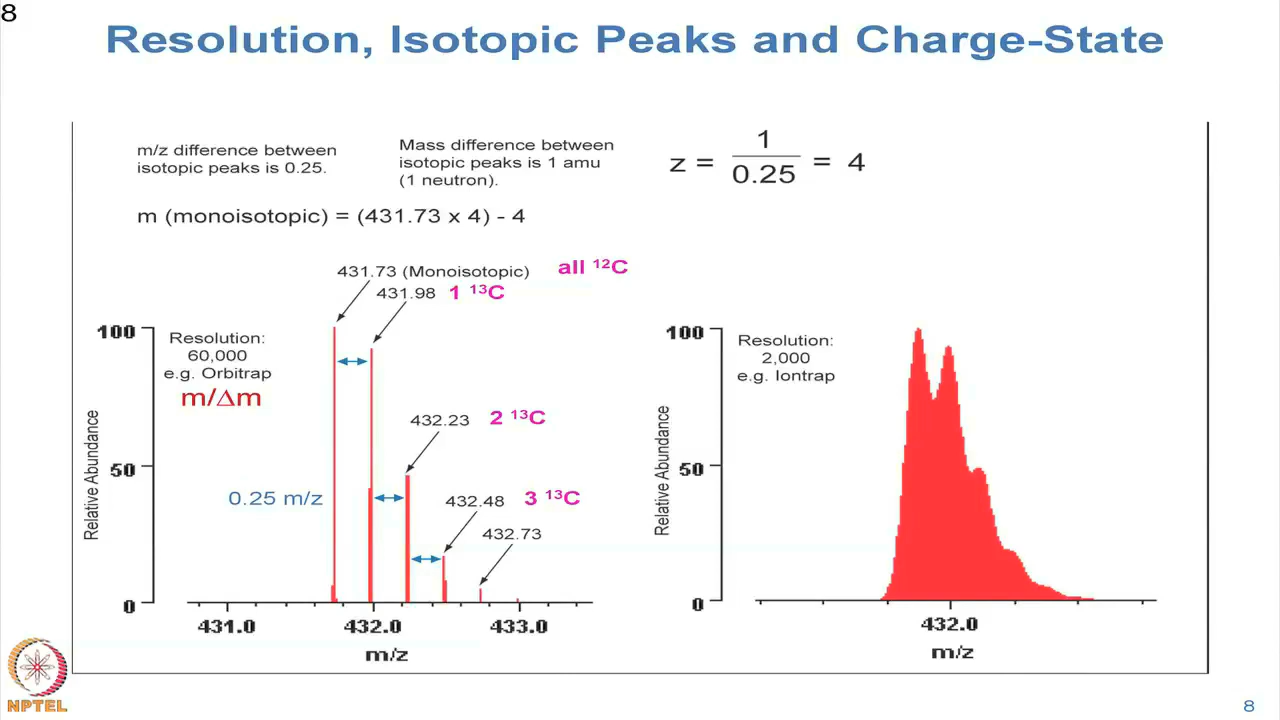 8
Resolution, Isotopic Peaks and Charge-State
m/z difference between
isotopic peaks is 0.25.
Mass difference between
isotopic peaks is 1 amu
(1 neutron).
z = 1/0.25 = 4
m (monoisotopic) = (431.73 x 4) - 4
431.73 (Monoisotopic) all ¹²C
431.98 1 ¹³C
100
Resolution:
60,000
e.g. Orbitrap
m/Δm
432.23 2 ¹³C
50
0.25 m/z
432.48 3 ¹³C
432.73
0
Relative Abundance
431.0 432.0 433.0
m/z
100
Resolution:
2,000
e.g. Iontrap
50
0
Relative Abundance
432.0
m/z
NPTEL
8